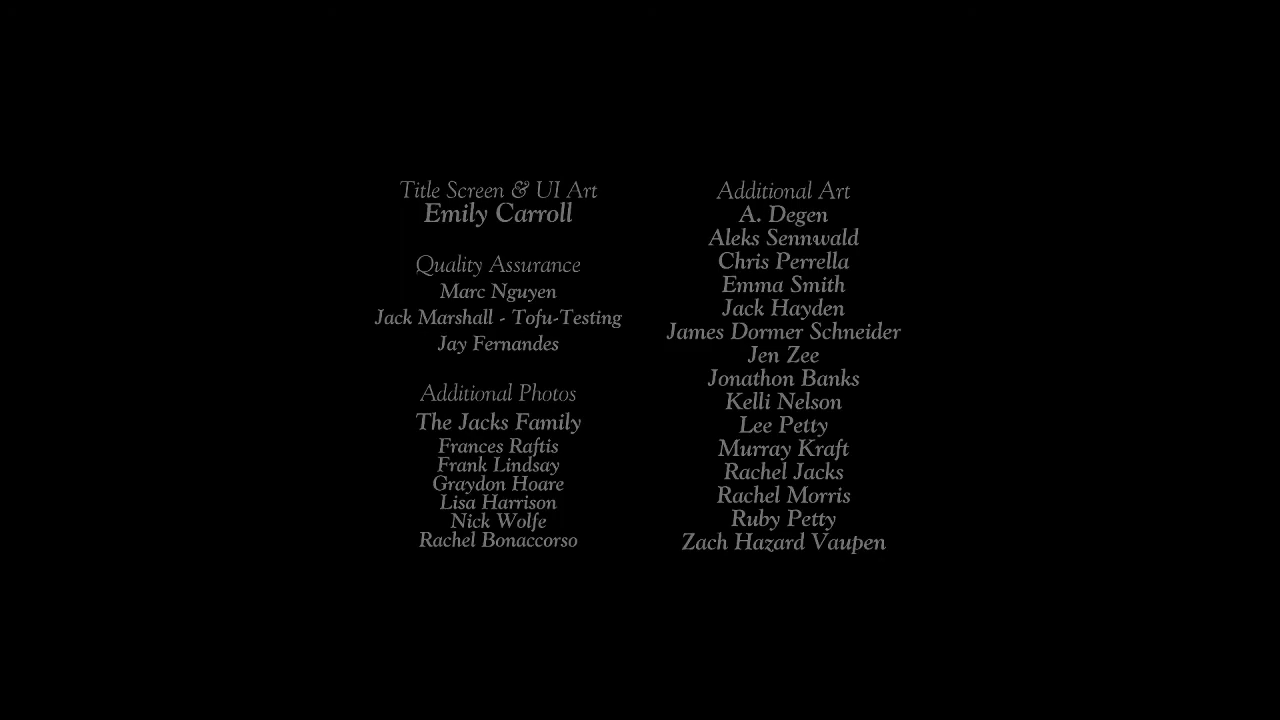 Title Screen & UI Art
Emily Carroll
Quality Assurance
Marc Nguyen
Jack Marshall - Tofu-Testing
Jay Fernandes
Additional Photos
The Jacks Family
Frances Raftis
Frank Lindsay
Graydon Hoare
Lisa Harrison
Nick Wolfe
Rachel Bonaccorso
Additional Art
A. Degen
Aleks Sennwald
Chris Perrella
Emma Smith
Jack Hayden
James Dormer Schneider
Jen Zee
Jonathon Banks
Kelli Nelson
Lee Petty
Murray Kraft
Rachel Jacks
Rachel Morris
Ruby Petty
Zach Hazard Vaupen